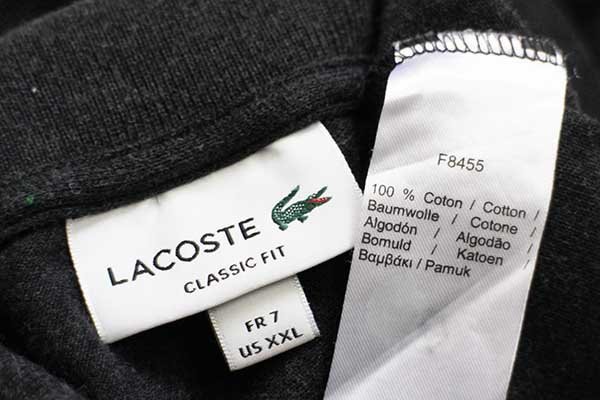 LACOSTE
CLASSIC FIT
FR 7
US XXL
F8455
100 % Coton / Cotton /
Baumwolle / Cotone /
Algodón / Algodão /
Bomuld / Katoen /
Βαμβάκι / Pamuk